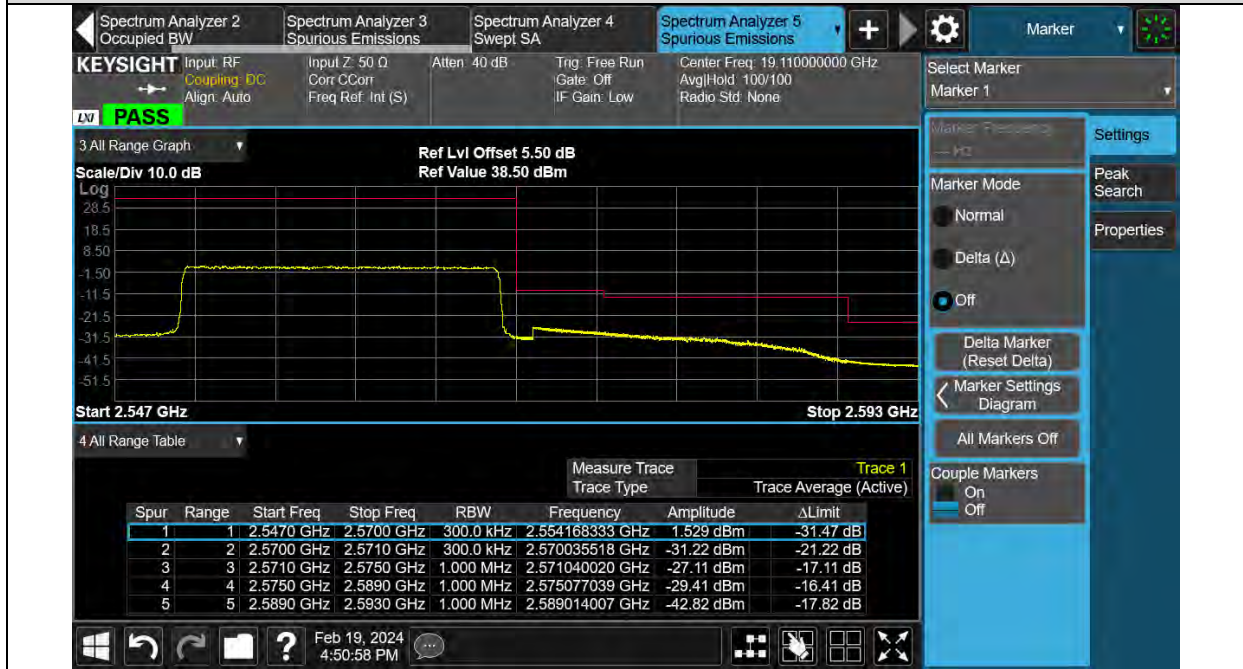 Spectrum Analyzer 2 Spectrum Analyzer 3 Spectrum Analyzer 4 Spectrum Analyzer 5
Occupied BW Spurious Emissions Swept SA Spurious Emissions + Marker
KEYSIGHT Input: RF Input Z: 50 Ω Atten: 40 dB Trig: Free Run Center Freq: 19.110000000 GHz
Coupling: DC Corr CCorr Gate: Off Avg|Hold: 100/100
Align: Auto Freq Ref: Int (S) IF Gain: Low Radio Std: None
LXI PASS
Select Marker
Marker 1
3 All Range Graph
Ref Lvl Offset 5.50 dB
Scale/Div 10.0 dB Ref Value 38.50 dBm
Log
28.5
18.5
8.50
-1.50
-11.5
-21.5
-31.5
-41.5
-51.5
Start 2.547 GHz Stop 2.593 GHz
Marker Frequency
--- Hz
Settings
Peak
Search
Properties
Marker Mode
Normal
Delta (Δ)
Off
Delta Marker
(Reset Delta)
Marker Settings
Diagram
All Markers Off
Couple Markers
On
Off
4 All Range Table
Measure Trace Trace 1
Trace Type Trace Average (Active)
Spur Range Start Freq Stop Freq RBW Frequency Amplitude ΔLimit
1 1 2.5470 GHz 2.5700 GHz 300.0 kHz 2.554168333 GHz 1.529 dBm -31.47 dB
2 2 2.5700 GHz 2.5710 GHz 300.0 kHz 2.570035518 GHz -31.22 dBm -21.22 dB
3 3 2.5710 GHz 2.5750 GHz 1.000 MHz 2.571040020 GHz -27.11 dBm -17.11 dB
4 4 2.5750 GHz 2.5890 GHz 1.000 MHz 2.575077039 GHz -29.41 dBm -16.41 dB
5 5 2.5890 GHz 2.5930 GHz 1.000 MHz 2.589014007 GHz -42.82 dBm -17.82 dB
? Feb 19, 2024
4:50:58 PM